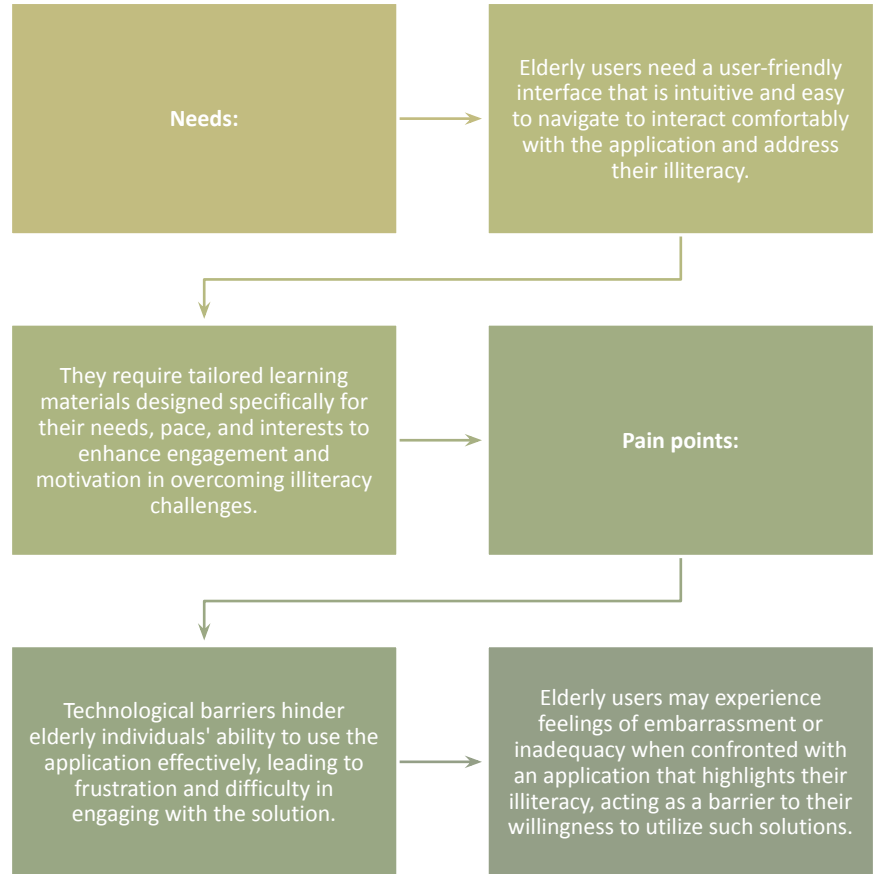 Needs:
Elderly users need a user-friendly
interface that is intuitive and easy
to navigate to interact comfortably
with the application and address
their illiteracy.
They require tailored learning
materials designed specifically for
their needs, pace, and interests to
enhance engagement and
motivation in overcoming illiteracy
challenges.
Pain points:
Technological barriers hinder
elderly individuals' ability to use the
application effectively, leading to
frustration and difficulty in
engaging with the solution.
Elderly users may experience
feelings of embarrassment or
inadequacy when confronted with
an application that highlights their
illiteracy, acting as a barrier to their
willingness to utilize such solutions.